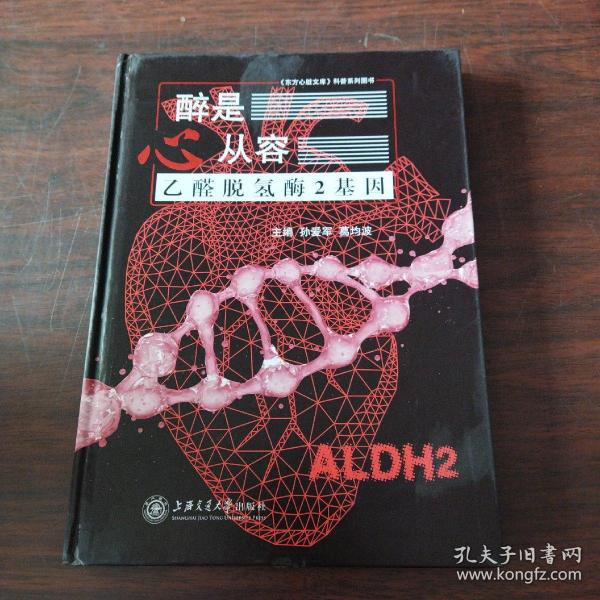 《东方心脏文库》科普系列图书
醉是
心从容
乙醛脱氢酶2基因
主编 孙爱军 葛均波
ALDH2
上海交通大学出版社
SHANGHAI JIAO TONG UNIVERSITY PRESS
孔夫子旧书网
www.kongfz.com